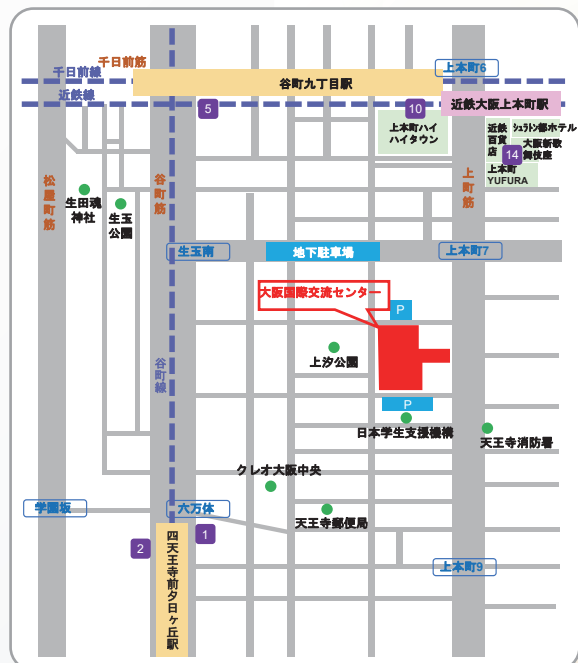 千日前筋
千日前線
近鉄線
谷町九丁目駅
上本町6
近鉄大阪上本町駅
5
10
上本町ハイ
ハイタウン
近鉄
百貨
店
シェラトン都ホテル
14
大阪新歌
舞伎座
上本町
YUFURA
松屋町筋
谷町筋
上町筋
生田魂
神社
生玉
公園
生玉南
地下駐車場
上本町7
大阪国際交流センター
P
谷町線
上汐公園
P
日本学生支援機構
天王寺消防署
クレオ大阪中央
学園坂
六万体
天王寺郵便局
1
2
四天王寺前夕日ヶ丘駅
上本町9